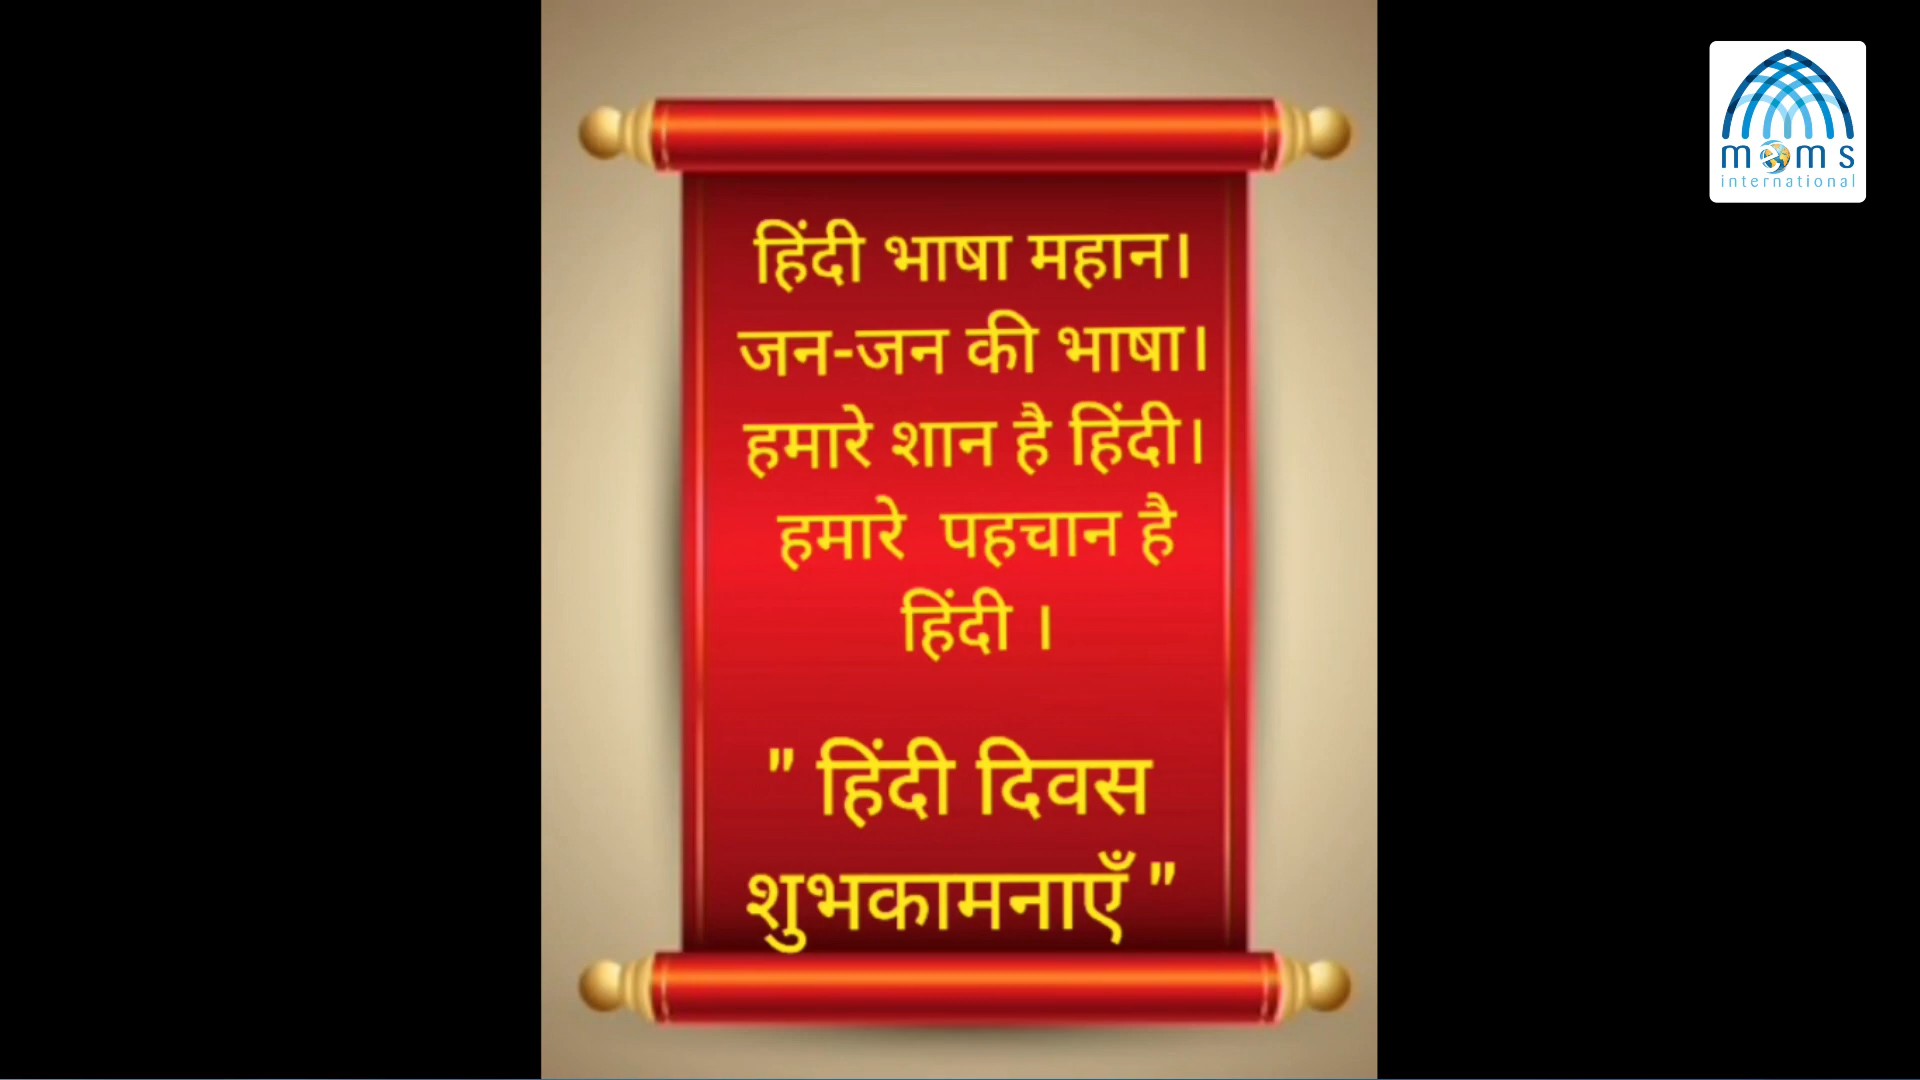 हिंदी भाषा महान।
जन-जन की भाषा।
हमारे शान है हिंदी।
हमारे  पहचान है
हिंदी ।
" हिंदी दिवस
शुभकामनाएँ "
moms
international